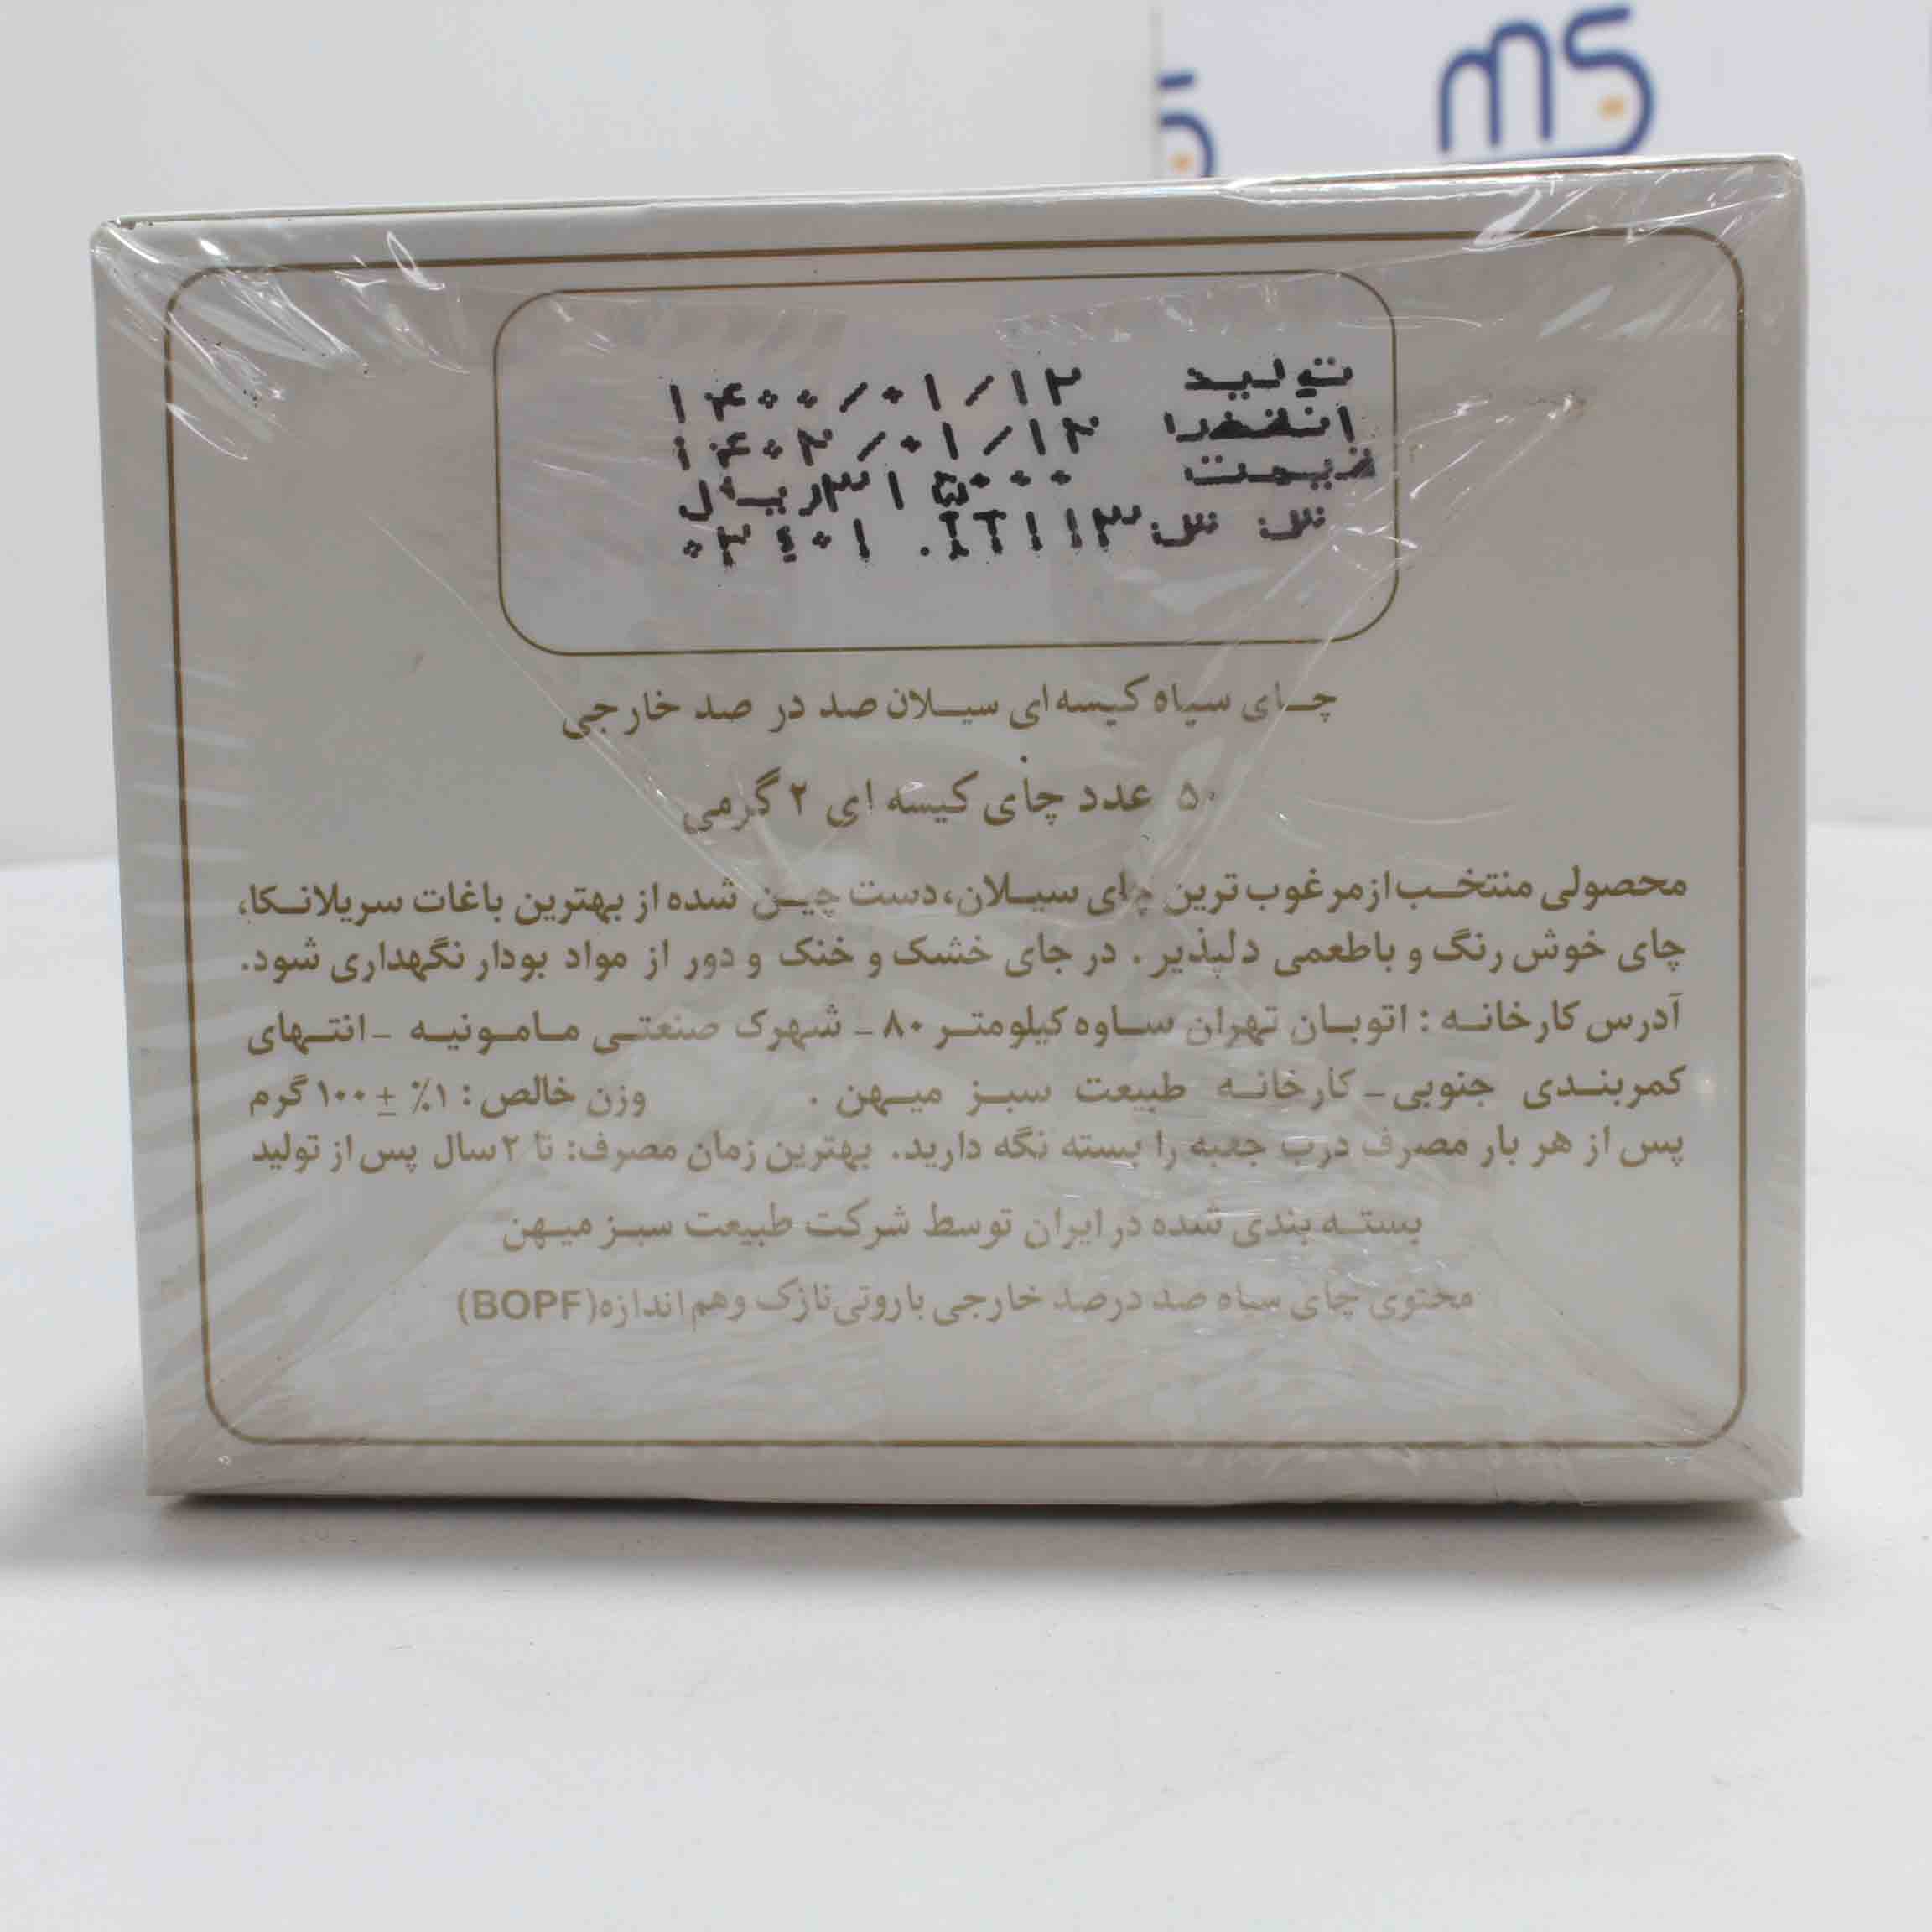 ms
تولید ۱۴۰۰/۰۱/۱۲
انقضا ۱۴۰۲/۰۱/۱۲
قیمت ریال
ش ش
چای سیاه کیسه‌ای سیلان صد در صد خارجی
۵۰ عدد چای کیسه ای ۲ گرمی
محصولی منتخب از مرغوب ترین چای سیلان، دست چین شده از بهترین باغات سریلانکا،
چای خوش رنگ و باطعمی دلپذیر . در جای خشک و خنک و دور از مواد بودار نگهداری شود.
آدرس کارخانه : اتوبان تهران ساوه کیلومتر ۸۰ - شهرک صنعتی مامونیه - انتهای
کمربندی جنوبی - کارخانه طبیعت سبز میهن . وزن خالص : ۱٪ ± ۱۰۰ گرم
پس از هر بار مصرف درب جعبه را بسته نگه دارید. بهترین زمان مصرف: تا ۲ سال پس از تولید
بسته بندی شده در ایران توسط شرکت طبیعت سبز میهن
محتوی چای سیاه صد درصد خارجی باروتی نازک و هم اندازه (BOPF)